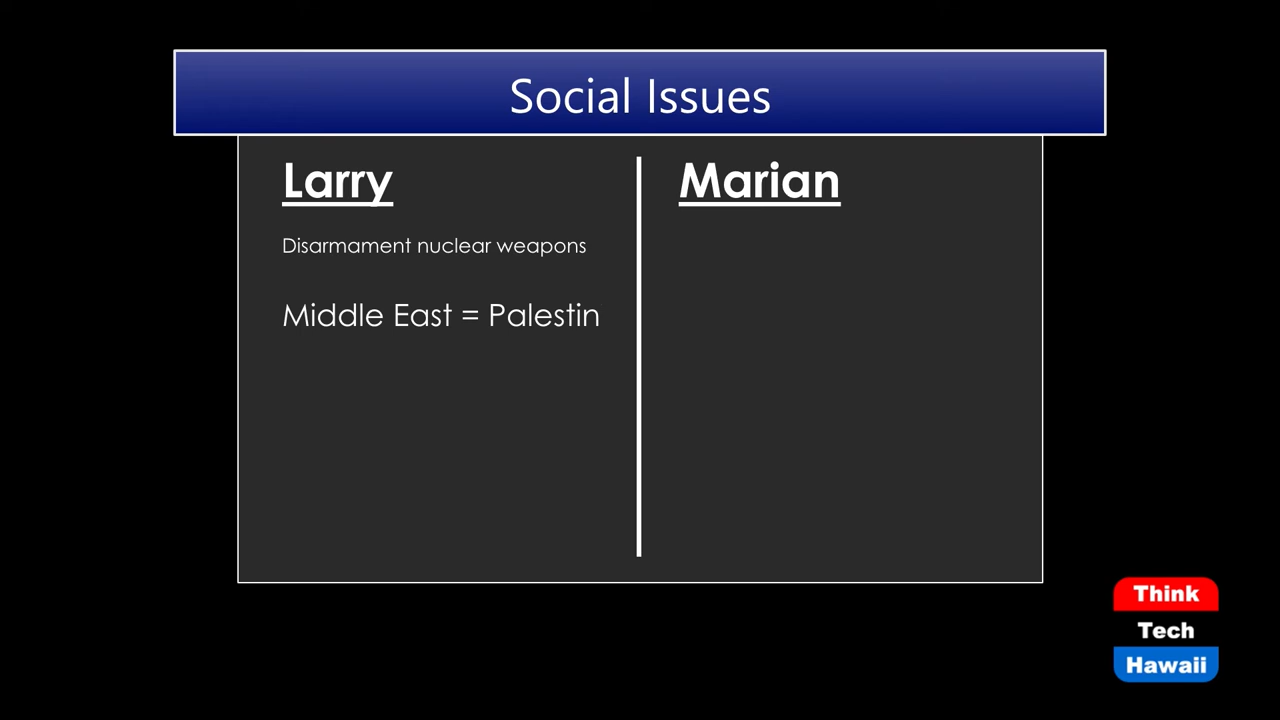 Social Issues
Larry
Disarmament nuclear weapons
Middle East = Palestin
Marian
Think
Tech
Hawaii